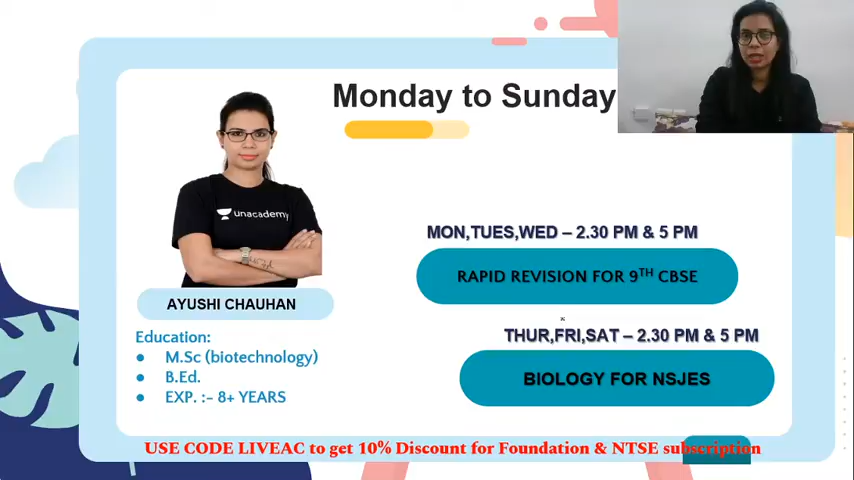 Monday to Sunday
unacademy
MON,TUES,WED – 2.30 PM & 5 PM
RAPID REVISION FOR 9TH CBSE
AYUSHI CHAUHAN
THUR,FRI,SAT – 2.30 PM & 5 PM
Education:
● M.Sc (biotechnology)
● B.Ed.
● EXP. :- 8+ YEARS
BIOLOGY FOR NSJES
USE CODE LIVEAC to get 10% Discount for Foundation & NTSE subscription